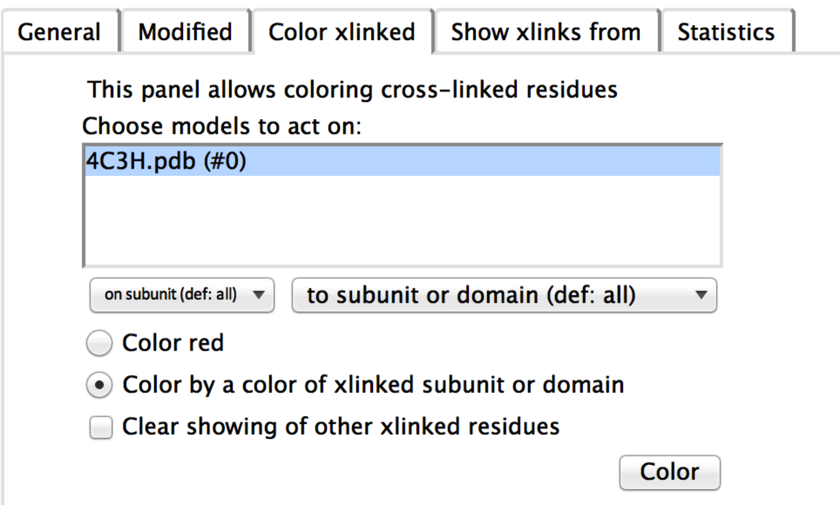 General Modified Color xlinked Show xlinks from Statistics
This panel allows coloring cross-linked residues
Choose models to act on:
4C3H.pdb (#0)
on subunit (def: all) to subunit or domain (def: all)
Color red
Color by a color of xlinked subunit or domain
Clear showing of other xlinked residues
Color